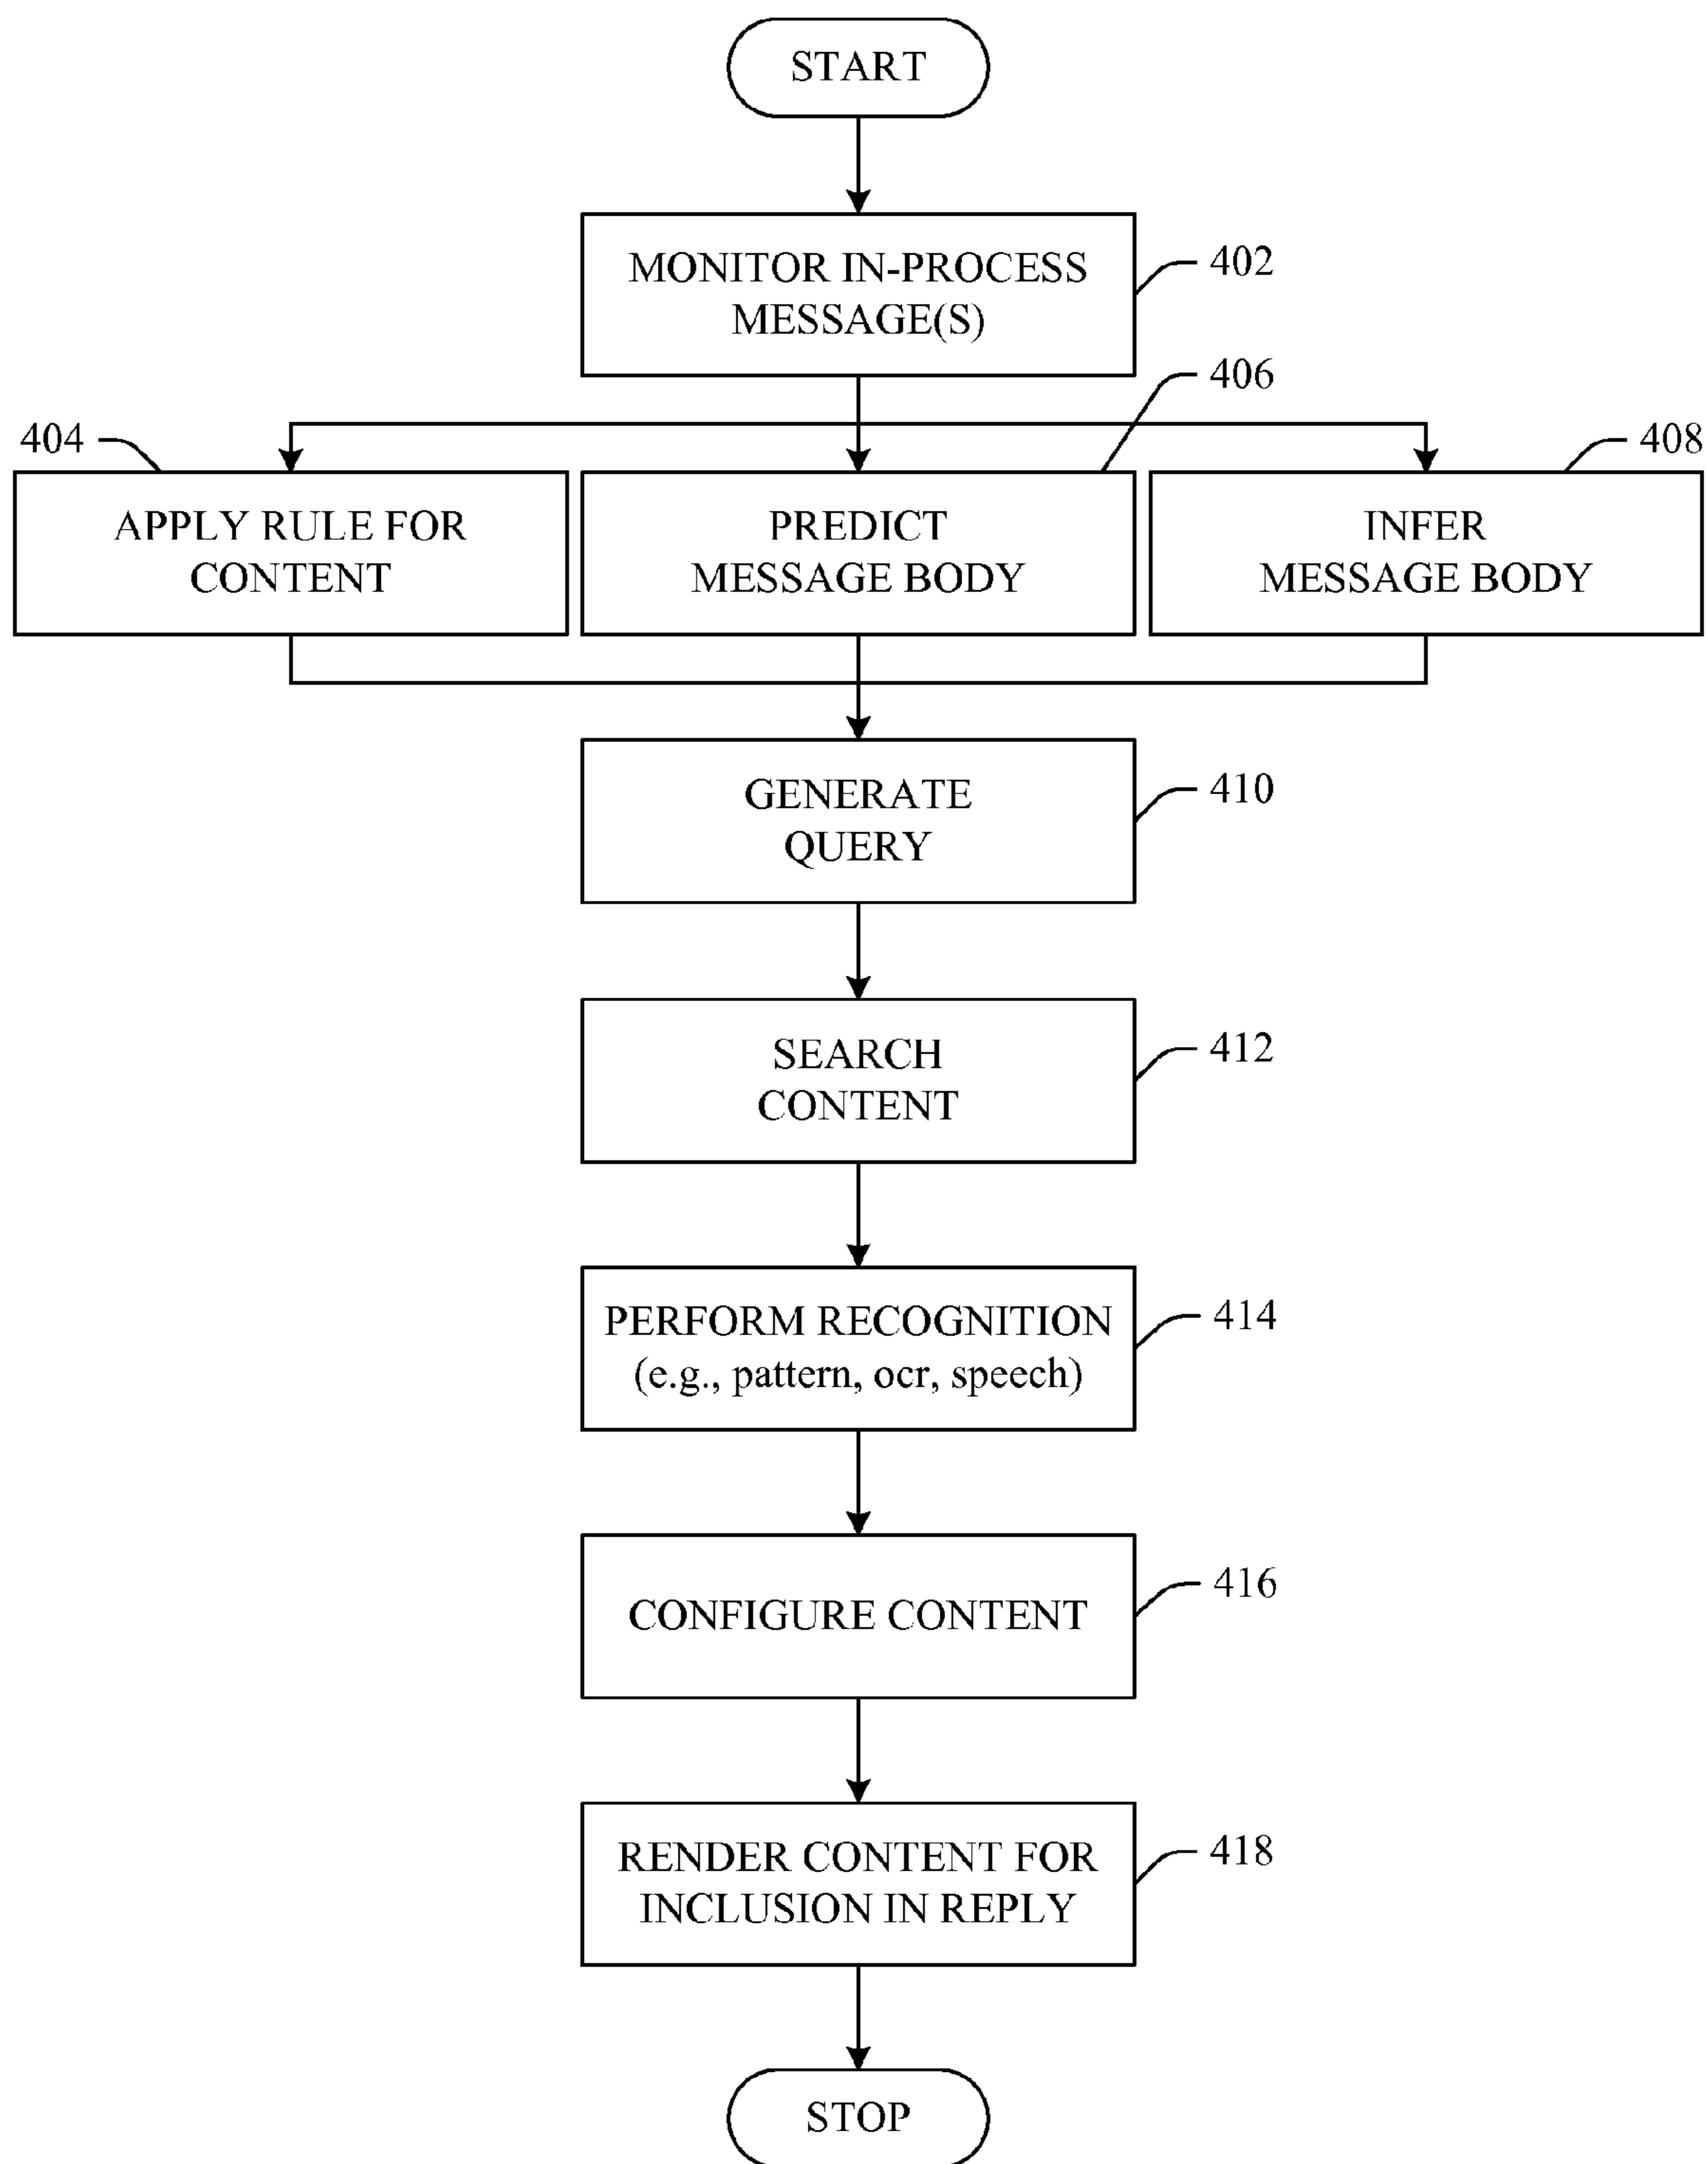 START
MONITOR IN-PROCESS
MESSAGE(S)
402
406
404
408
APPLY RULE FOR
CONTENT
PREDICT
MESSAGE BODY
INFER
MESSAGE BODY
GENERATE
QUERY
410
SEARCH
CONTENT
412
PERFORM RECOGNITION
(e.g., pattern, ocr, speech)
414
CONFIGURE CONTENT
416
RENDER CONTENT FOR
INCLUSION IN REPLY
418
STOP